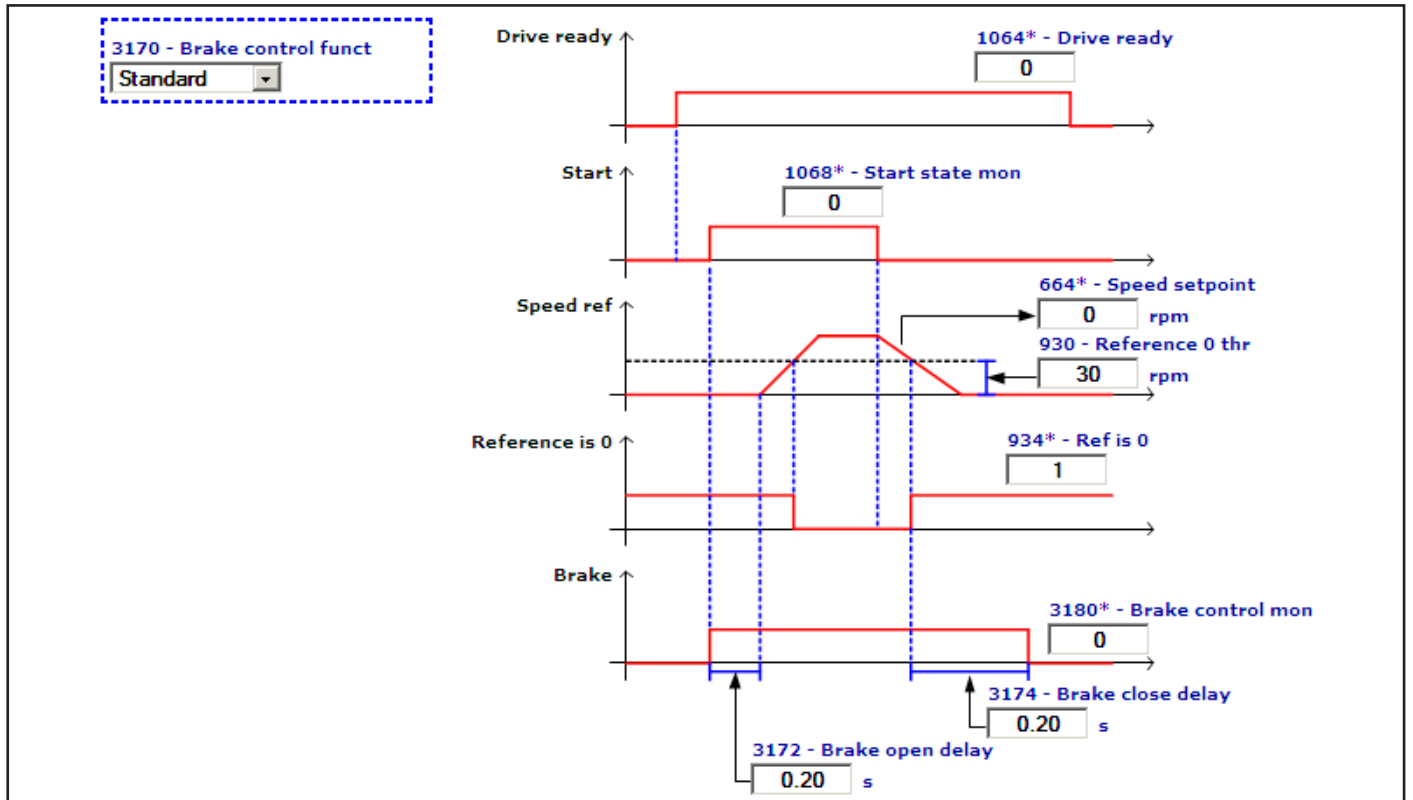 3170 - Brake control funct
Standard
Drive ready
1064* - Drive ready
0
Start
1068* - Start state mon
0
Speed ref
664* - Speed setpoint
0 rpm
930 - Reference 0 thr
30 rpm
Reference is 0
934* - Ref is 0
1
Brake
3180* - Brake control mon
0
3174 - Brake close delay
0.20 s
3172 - Brake open delay
0.20 s